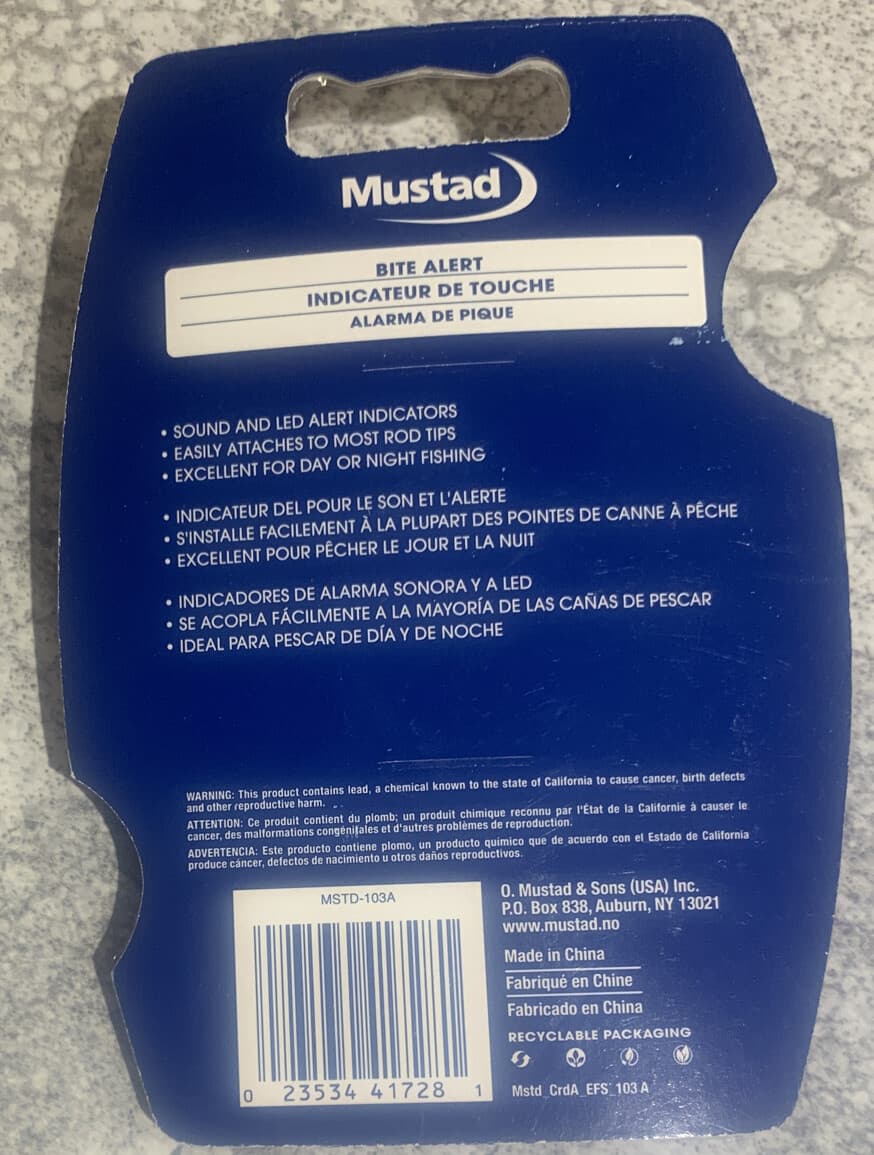 Mustad
BITE ALERT
INDICATEUR DE TOUCHE
ALARMA DE PIQUE
• SOUND AND LED ALERT INDICATORS
• EASILY ATTACHES TO MOST ROD TIPS
• EXCELLENT FOR DAY OR NIGHT FISHING
• INDICATEUR DEL POUR LE SON ET L'ALERTE
• S'INSTALLE FACILEMENT À LA PLUPART DES POINTES DE CANNE À PÊCHE
• EXCELLENT POUR PÊCHER LE JOUR ET LA NUIT
• INDICADORES DE ALARMA SONORA Y A LED
• SE ACOPLA FÁCILMENTE A LA MAYORÍA DE LAS CAÑAS DE PESCAR
• IDEAL PARA PESCAR DE DÍA Y DE NOCHE
WARNING: This product contains lead, a chemical known to the state of California to cause cancer, birth defects
and other reproductive harm.
ATTENTION: Ce produit contient du plomb; un produit chimique reconnu par l'État de la Californie à causer le
cancer, des malformations congénitales et d'autres problèmes de reproduction.
ADVERTENCIA: Este producto contiene plomo, un producto químico que de acuerdo con el Estado de California
produce cáncer, defectos de nacimiento u otros daños reproductivos.
MSTD-103A
0 23534 41728 1
O. Mustad & Sons (USA) Inc.
P.O. Box 838, Auburn, NY 13021
www.mustad.no
Made in China
Fabriqué en Chine
Fabricado en China
RECYCLABLE PACKAGING
Mstd_CrdA_EFS 103 A